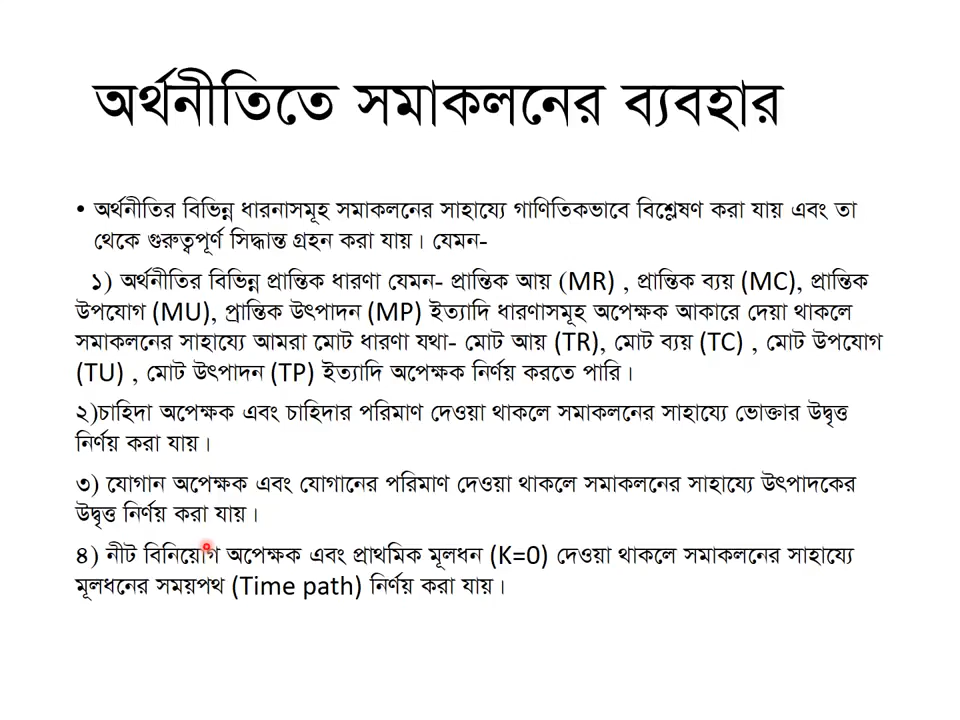 অর্থনীতিতে সমাকলনের ব্যবহার
• অর্থনীতির বিভিন্ন ধারনাসমূহ সমাকলনের সাহায্যে গাণিতিকভাবে বিশ্লেষণ করা যায় এবং তা
থেকে গুরুত্বপূর্ণ সিদ্ধান্ত গ্রহন করা যায়। যেমন-
১) অর্থনীতির বিভিন্ন প্রান্তিক ধারণা যেমন- প্রান্তিক আয় (MR) , প্রান্তিক ব্যয় (MC), প্রান্তিক
উপযোগ (MU), প্রান্তিক উৎপাদন (MP) ইত্যাদি ধারণাসমূহ অপেক্ষক আকারে দেয়া থাকলে
সমাকলনের সাহায্যে আমরা মোট ধারণা যথা- মোট আয় (TR), মোট ব্যয় (TC) , মোট উপযোগ
(TU) , মোট উৎপাদন (TP) ইত্যাদি অপেক্ষক নির্ণয় করতে পারি।
২)চাহিদা অপেক্ষক এবং চাহিদার পরিমাণ দেওয়া থাকলে সমাকলনের সাহায্যে ভোক্তার উদ্বৃত্ত
নির্ণয় করা যায়।
৩) যোগান অপেক্ষক এবং যোগানের পরিমাণ দেওয়া থাকলে সমাকলনের সাহায্যে উৎপাদকের
উদ্বৃত্ত নির্ণয় করা যায়।
৪) নীট বিনিয়োগ অপেক্ষক এবং প্রাথমিক মূলধন (K=0) দেওয়া থাকলে সমাকলনের সাহায্যে
মূলধনের সময়পথ (Time path) নির্ণয় করা যায়।